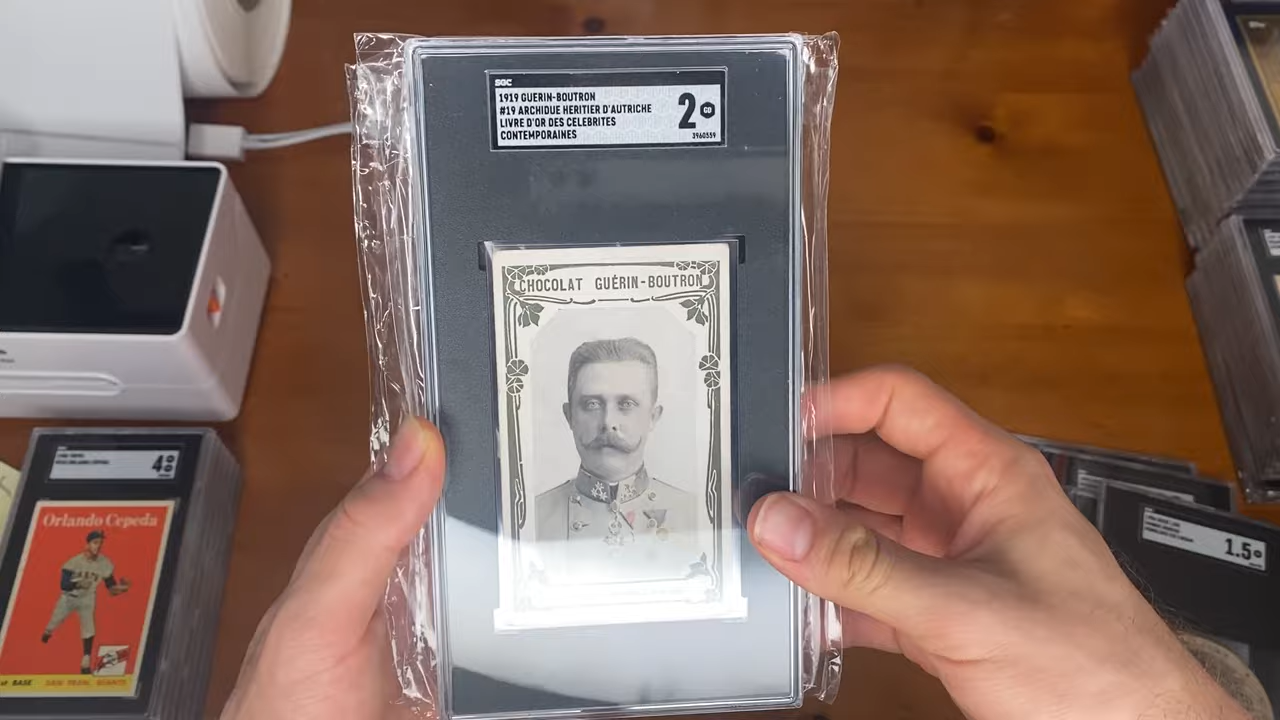 SGC
1919 GUERIN-BOUTRON
#19 ARCHIDUE HERITIER D'AUTRICHE
LIVRE D'OR DES CELEBRITES
CONTEMPORAINES
2 GD
3960559
CHOCOLAT GUÉRIN-BOUTRON
4
Orlando Cepeda
1.5